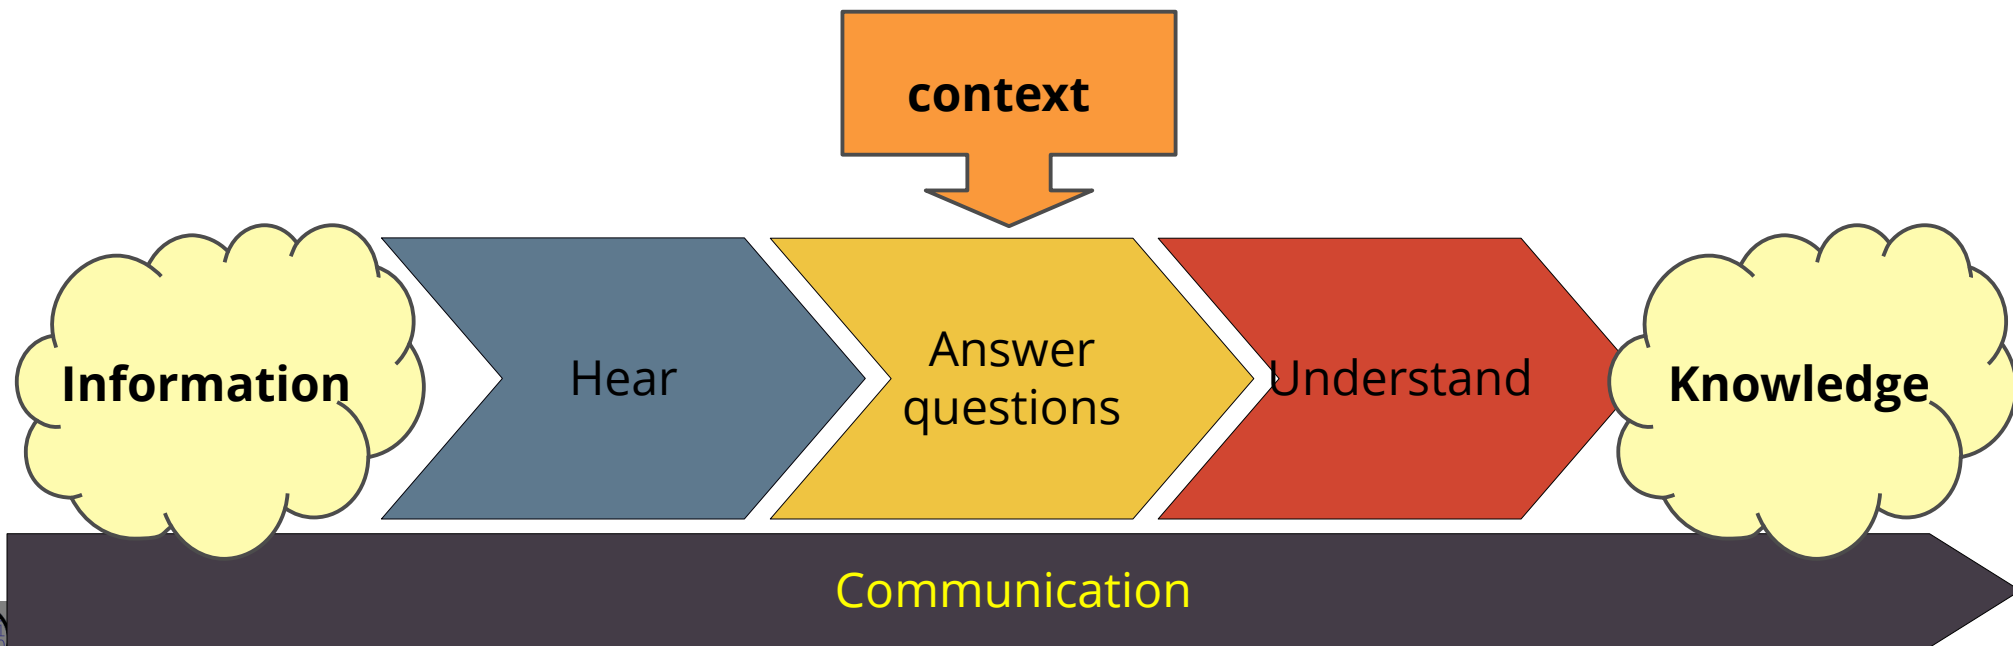 context
Information
Hear
Answer
questions
Understand
Knowledge
Communication